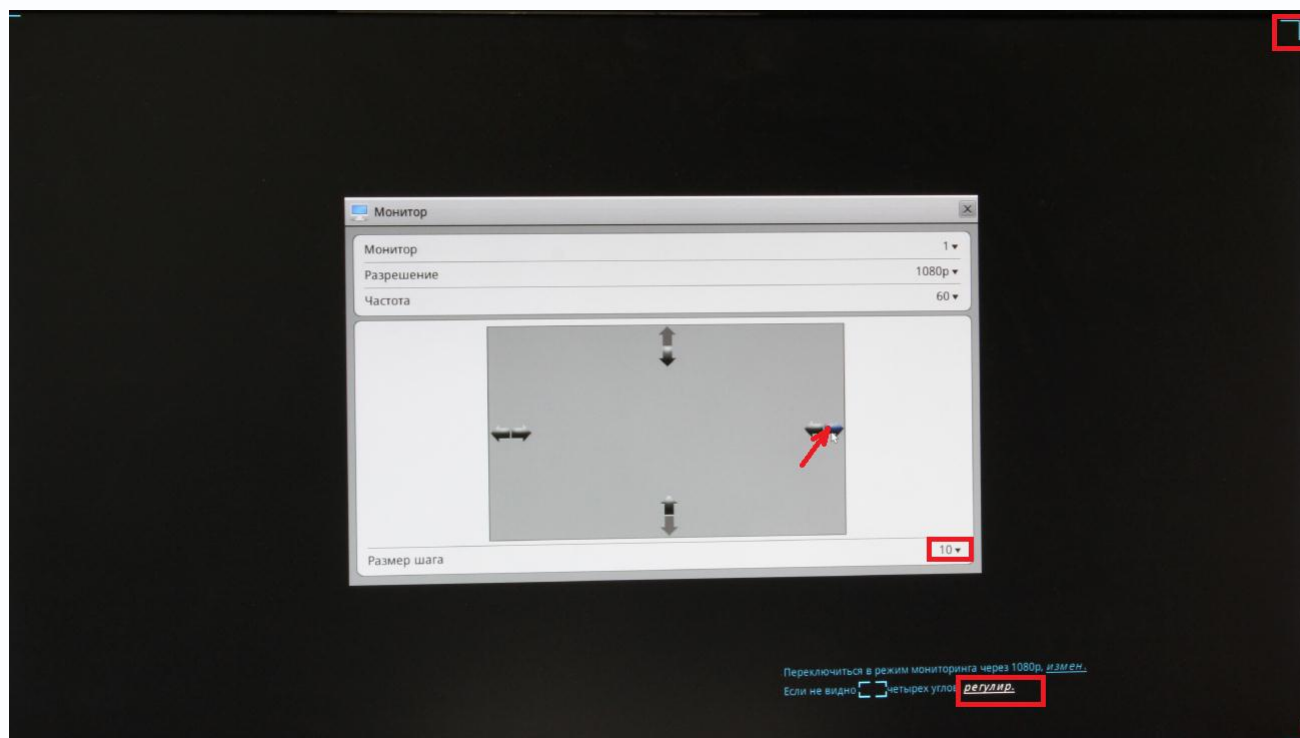 Монитор
Монитор 1
Разрешение 1080p
Частота 60
Размер шага 10
Переключиться в режим мониторинга через 1080p, измен.
Если не видно четырех углов регулир.